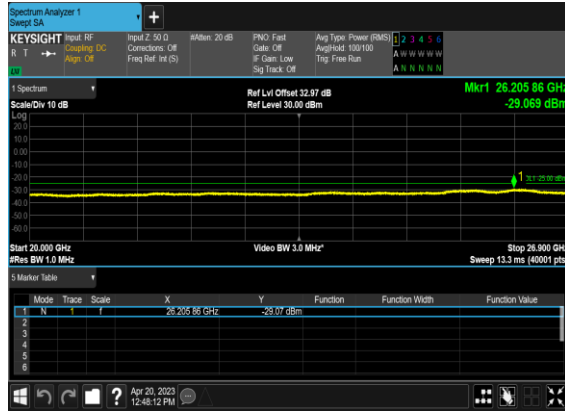 Spectrum Analyzer 1
Swept SA
+
KEYSIGHT
R T
Input: RF
Coupling: DC
Align: Off
Input Z: 50 Ω
Corrections: Off
Freq Ref: Int (S)
#Atten: 20 dB
PNO: Fast
Gate: Off
IF Gain: Low
Sig Track: Off
Avg Type: Power (RMS)
Avg|Hold: 100/100
Trig: Free Run
1 2 3 4 5 6
A W W W W W
A N N N N N
1 Spectrum
Scale/Div 10 dB
Ref Lvl Offset 32.97 dB
Ref Level 30.00 dBm
Mkr1 26.205 86 GHz
-29.069 dBm
Log
20.0
10.0
0.00
-10.0
-20.0
-30.0
-40.0
-50.0
-60.0
1
DL1 -25.00 dBm
Start 20.000 GHz
#Res BW 1.0 MHz
Video BW 3.0 MHz*
Stop 26.900 GHz
Sweep 13.3 ms (40001 pts)
5 Marker Table
Mode Trace Scale X Y Function Function Width Function Value
1 N 1 f 26.205 86 GHz -29.07 dBm
2
3
4
5
6
?
Apr 20, 2023
12:48:12 PM